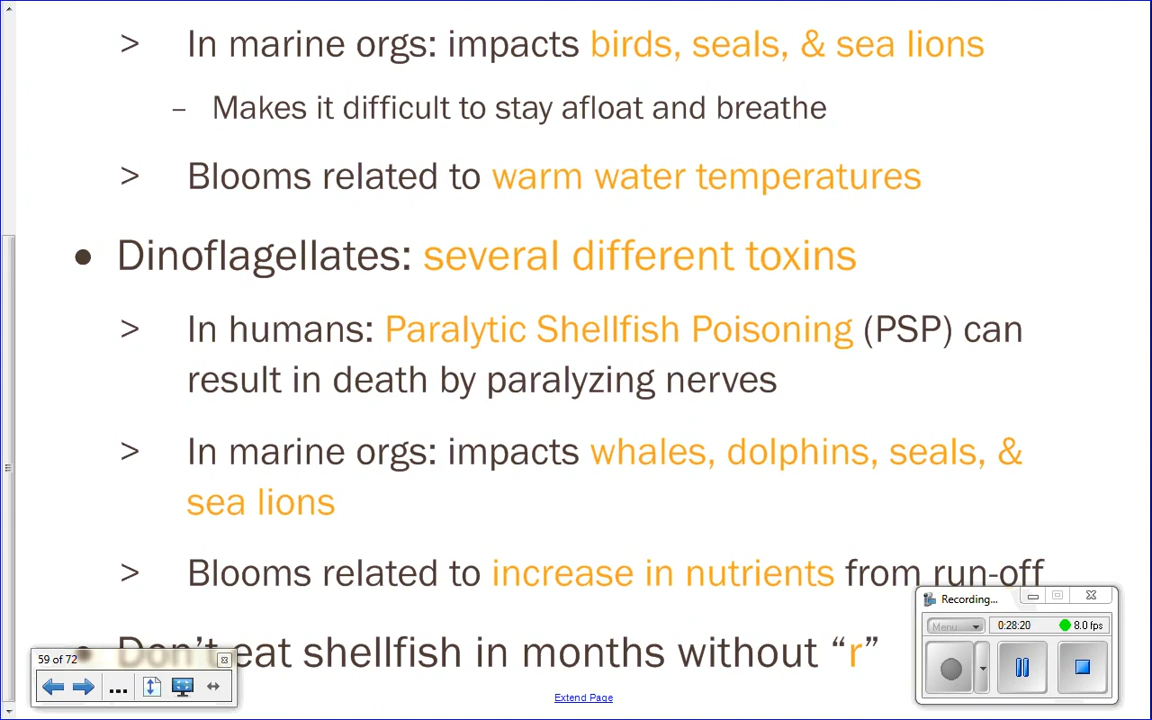 > In marine orgs: impacts birds, seals, & sea lions
– Makes it difficult to stay afloat and breathe
> Blooms related to warm water temperatures
• Dinoflagellates: several different toxins
> In humans: Paralytic Shellfish Poisoning (PSP) can
result in death by paralyzing nerves
> In marine orgs: impacts whales, dolphins, seals, &
sea lions
> Blooms related to increase in nutrients from run-off
• Don't eat shellfish in months without “r”
Recording...
Menu
0:28:20
8.0 fps
59 of 72
...
Extend Page